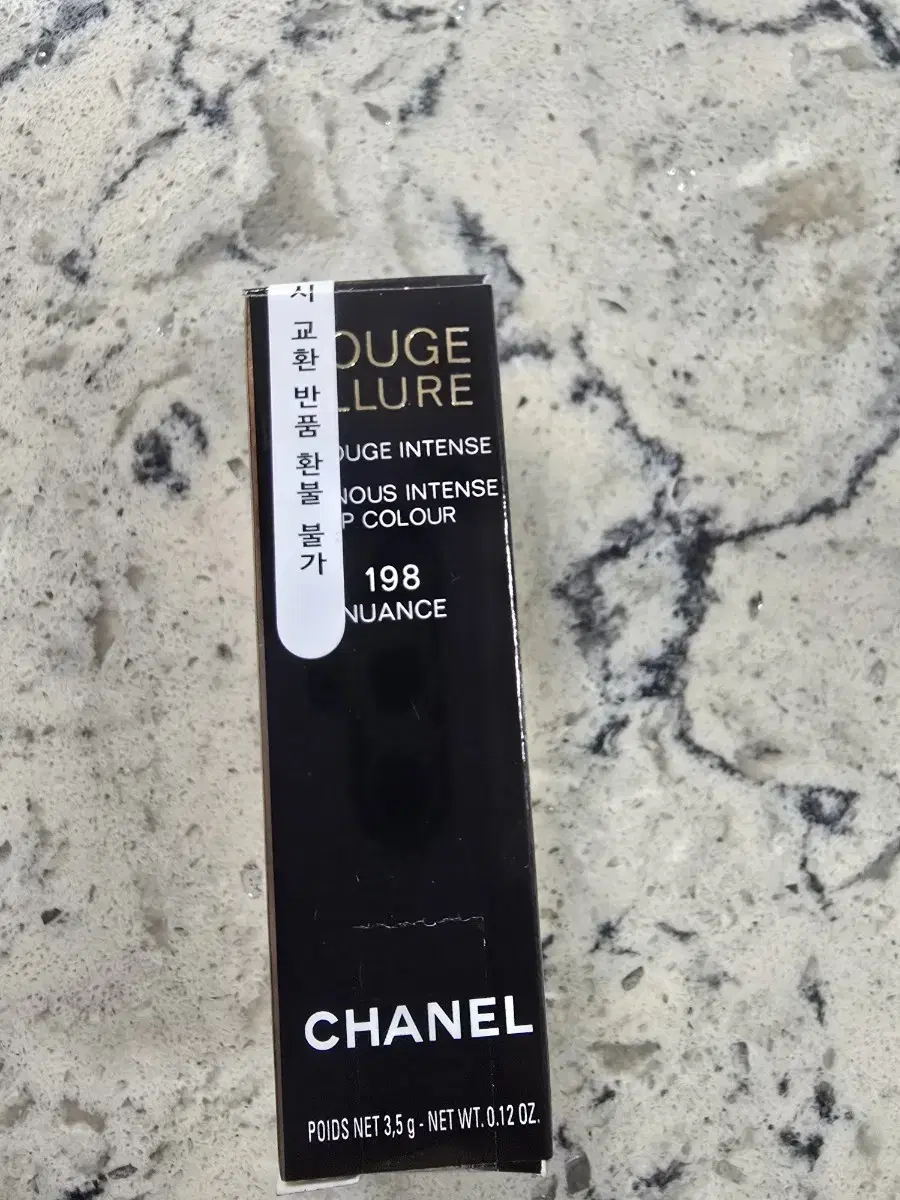 시 교환 반품 환불 불가
OUGE
LLURE
OUGE INTENSE
NOUS INTENSE
P COLOUR
198
NUANCE
CHANEL
POIDS NET 3,5 g - NET WT. 0.12 OZ.